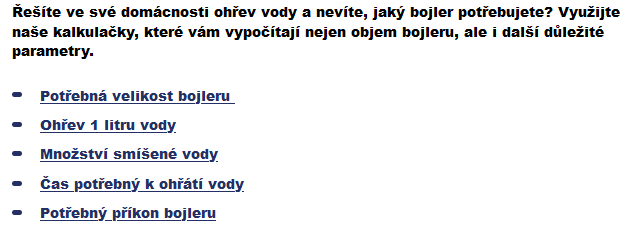 Řešíte ve své domácnosti ohřev vody a nevíte, jaký bojler potřebujete? Využijte
naše kalkulačky, které vám vypočítají nejen objem bojleru, ale i další důležité
parametry.
Potřebná velikost bojleru
Ohřev 1 litru vody
Množství smíšené vody
Čas potřebný k ohřátí vody
Potřebný příkon bojleru